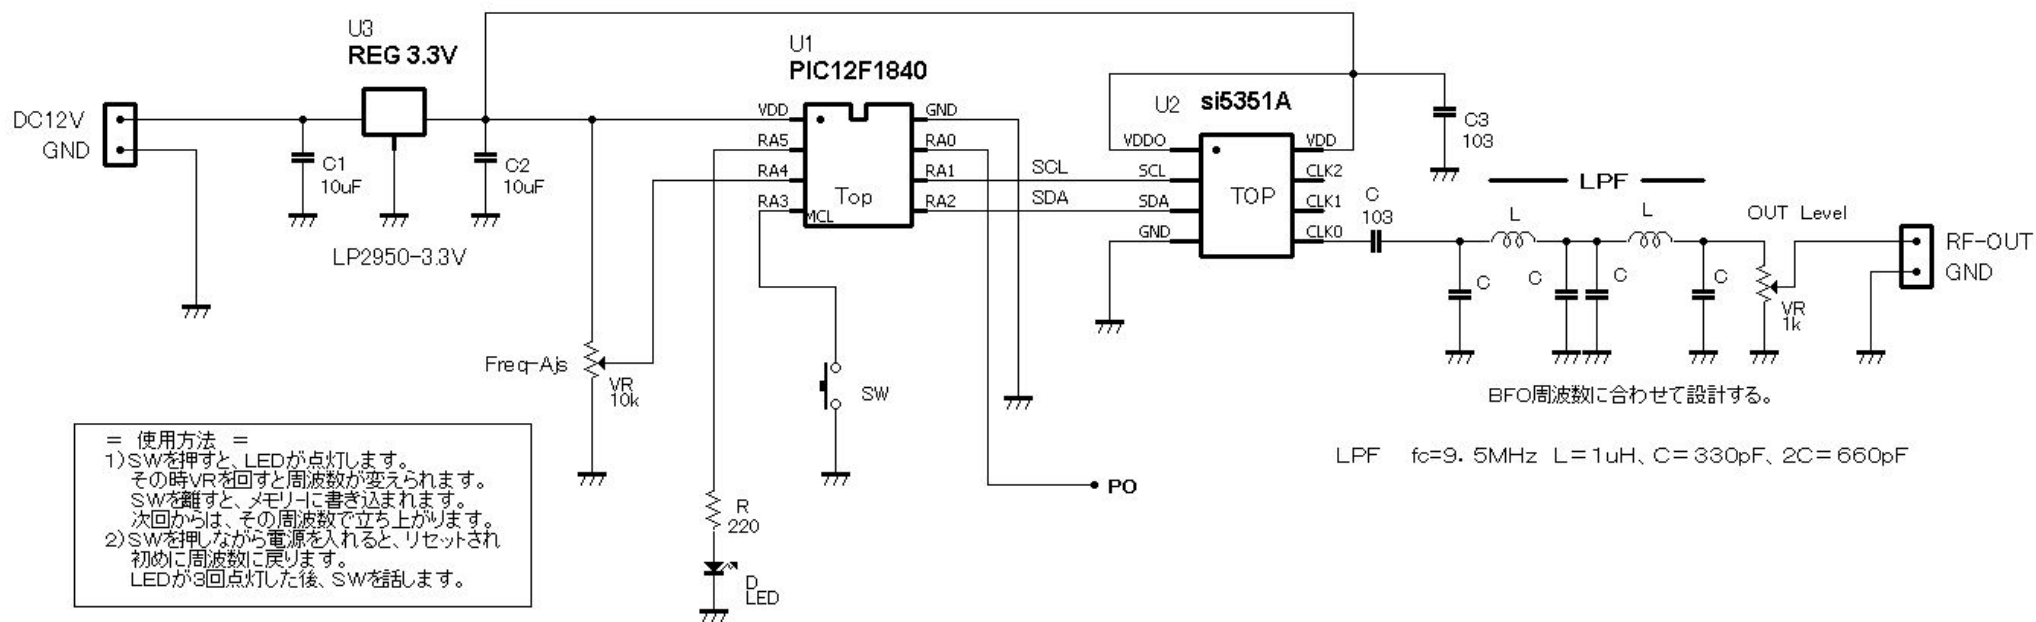 U3
REG 3.3V
DC12V
GND
C1
10uF
C2
10uF
LP2950-3.3V
U1
PIC12F1840
VDD
RA5
RA4
RA3
MCL
Top
GND
RA0
RA1
RA2
SCL
SDA
U2
si5351A
VDDO
SCL
SDA
GND
TOP
VDD
CLK2
CLK1
CLK0
C3
103
C
103
LPF
L
L
C
C
C
C
OUT Level
VR
1k
RF-OUT
GND
BFO周波数に合わせて設計する。
LPF fc=9.5MHz L=1uH、C=330pF、2C=660pF
Freq-Ajs
VR
10k
SW
PO
R
220
D
LED
= 使用方法 =
1)SWを押すと、LEDが点灯します。
その時VRを回すと周波数が変えられます。
SWを離すと、メモリーに書き込まれます。
次回からは、その周波数で立ち上がります。
2)SWを押しながら電源を入れると、リセットされ
初めに周波数に戻ります。
LEDが3回点灯した後、SWを話します。